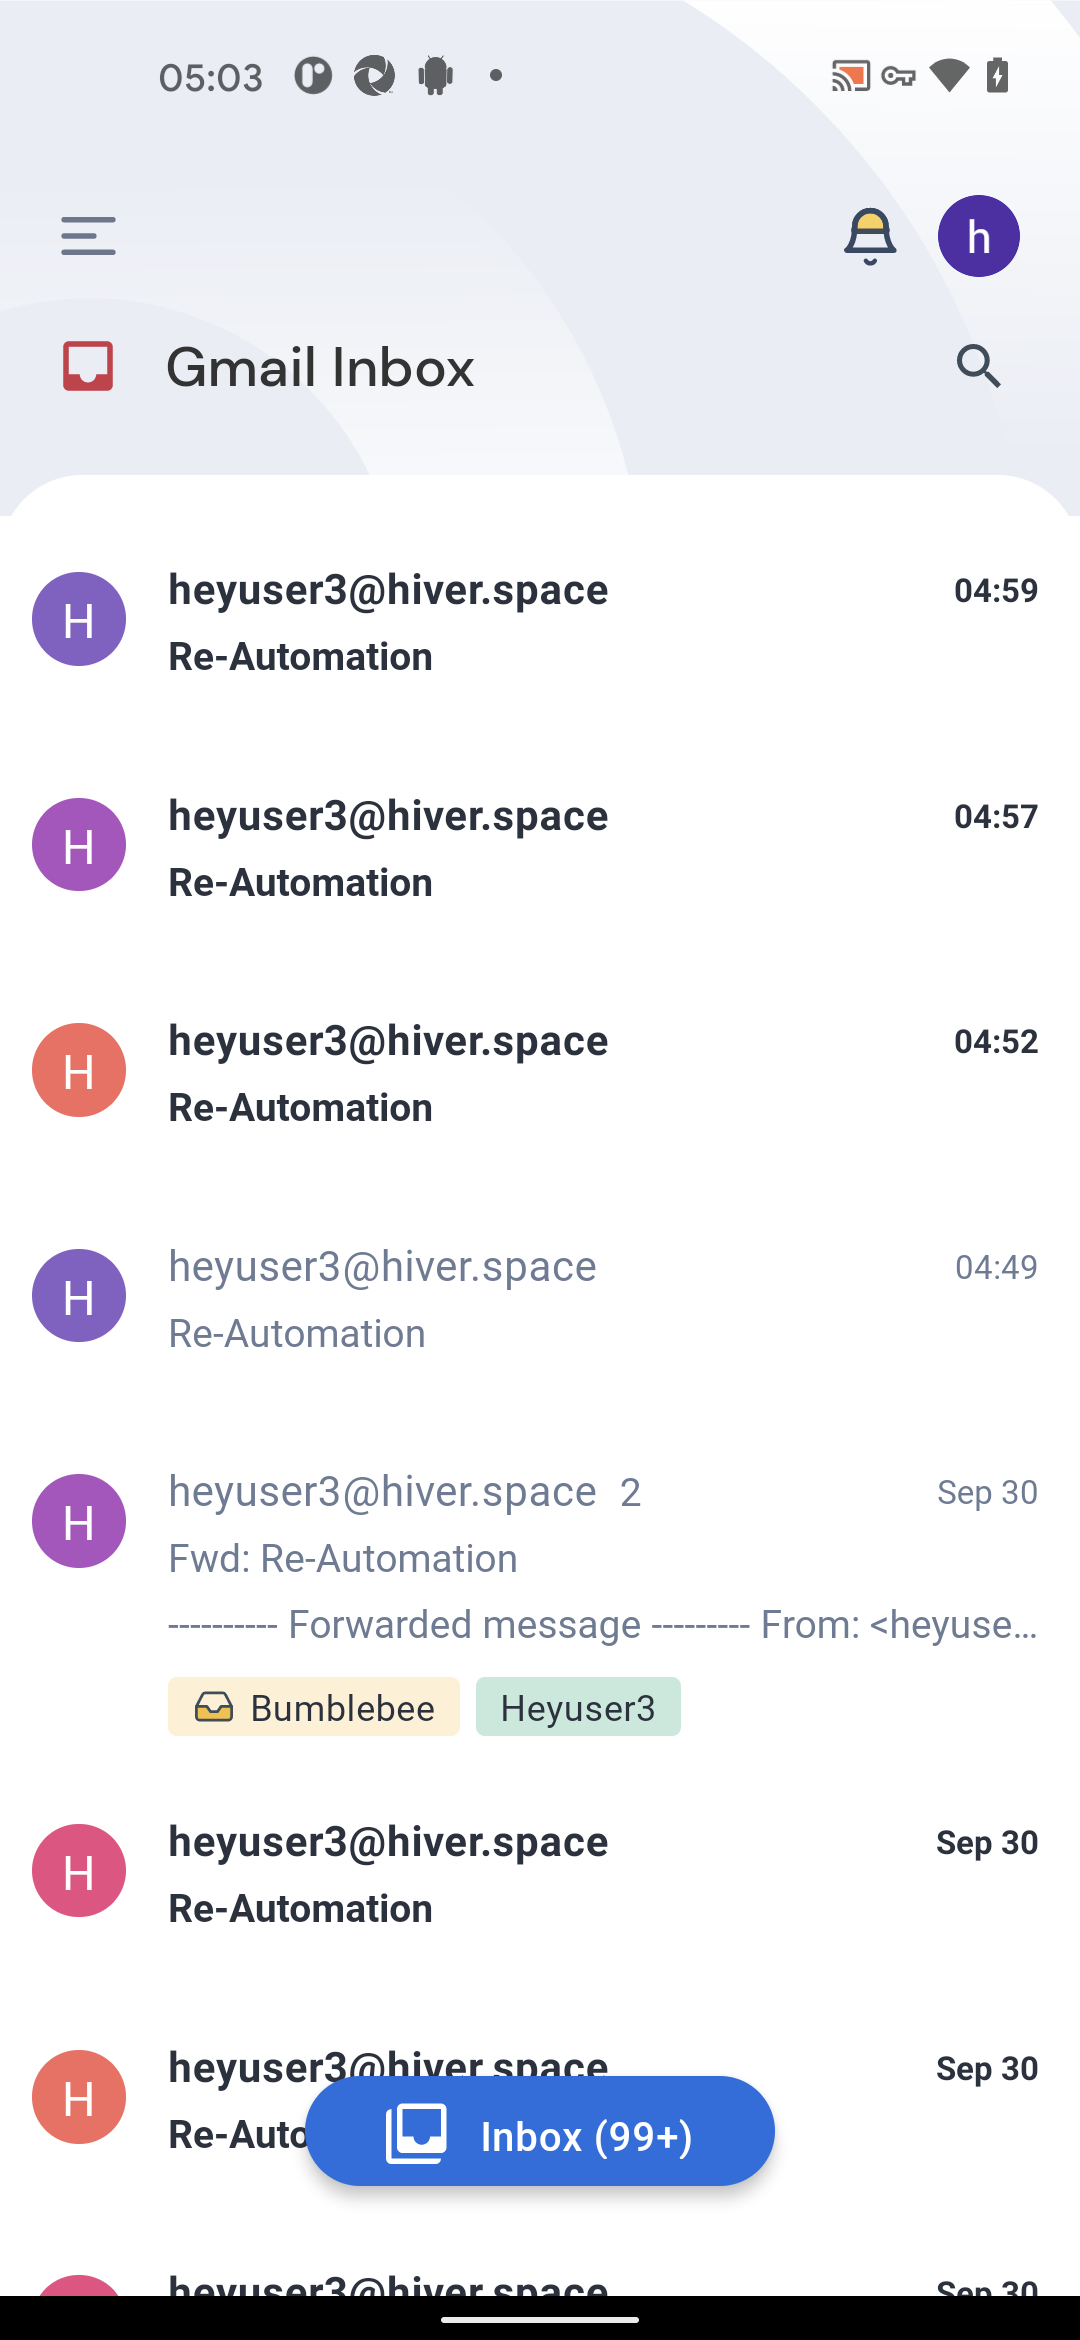 05:03
h
Gmail Inbox
H
heyuser3@hiver.space 04:59
Re-Automation
H
heyuser3@hiver.space 04:57
Re-Automation
H
heyuser3@hiver.space 04:52
Re-Automation
H
heyuser3@hiver.space 04:49
Re-Automation
H
heyuser3@hiver.space 2 Sep 30
Fwd: Re-Automation
---------- Forwarded message --------- From: <heyuse...
Bumblebee Heyuser3
H
heyuser3@hiver.space Sep 30
Re-Automation
H
heyuser3@hiver.space Sep 30
Re-Auto
Inbox (99+)
heyuser3@hiver.space Sep 30